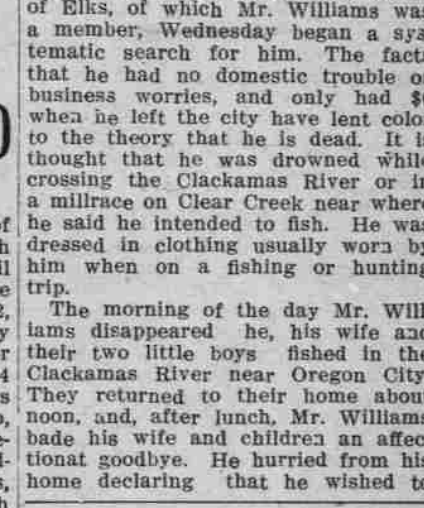 of Elks, of which Mr. Williams was
a member, Wednesday began a sys
tematic search for him. The facts
that he had no domestic trouble or
business worries, and only had $
when he left the city have lent color
to the theory that he is dead. It is
thought that he was drowned while
crossing the Clackamas River or in
a millrace on Clear Creek near where
he said he intended to fish. He was
dressed in clothing usually worn by
him when on a fishing or hunting
trip.
The morning of the day Mr. Will
iams disappeared he, his wife and
their two little boys fished in the
Clackamas River near Oregon City
They returned to their home about
noon, and, after lunch, Mr. Williams
bade his wife and children an affec
tionat goodbye. He hurried from his
home declaring that he wished to